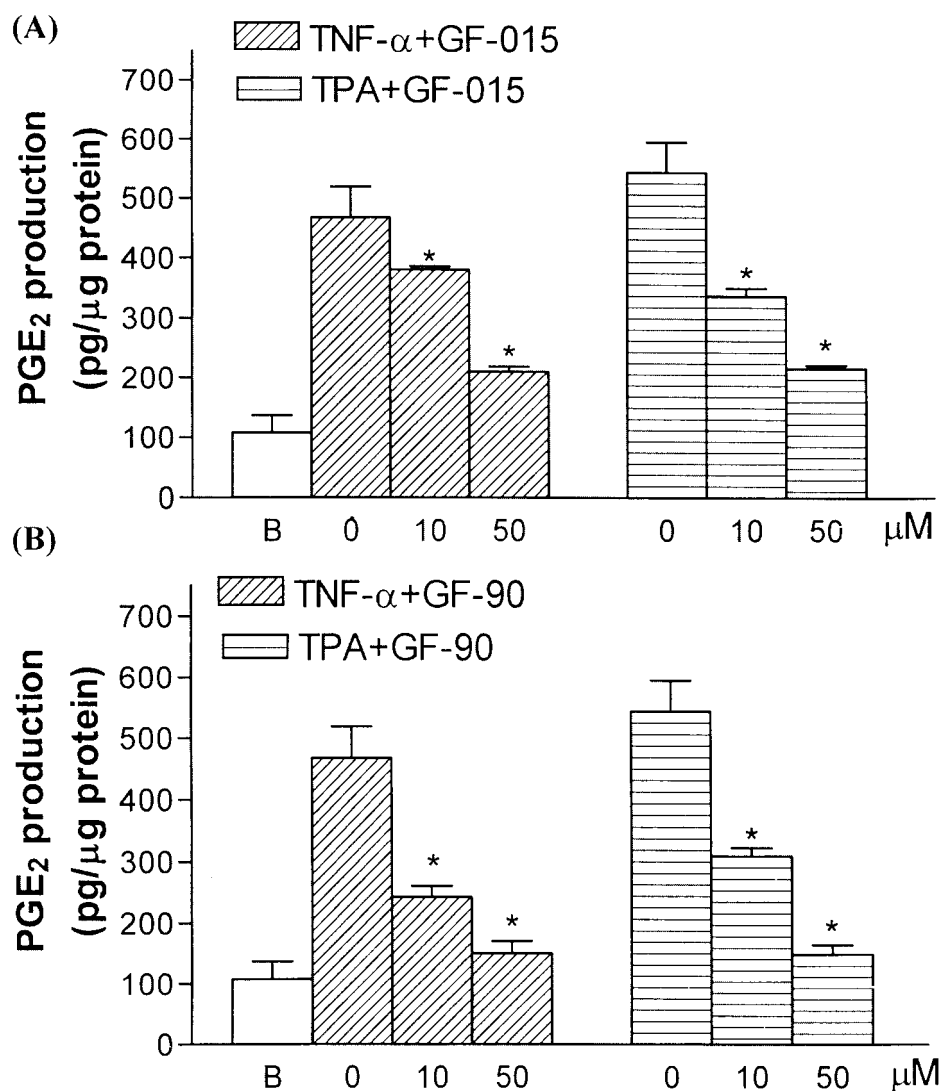 (A)
TNF-α+GF-015
TPA+GF-015
PGE₂ production
(pg/μg protein)
700
600
500
400
300
200
100
0
*
*
*
*
B 0 10 50 0 10 50 μM
(B)
TNF-α+GF-90
TPA+GF-90
PGE₂ production
(pg/μg protein)
700
600
500
400
300
200
100
0
*
*
*
*
B 0 10 50 0 10 50 μM